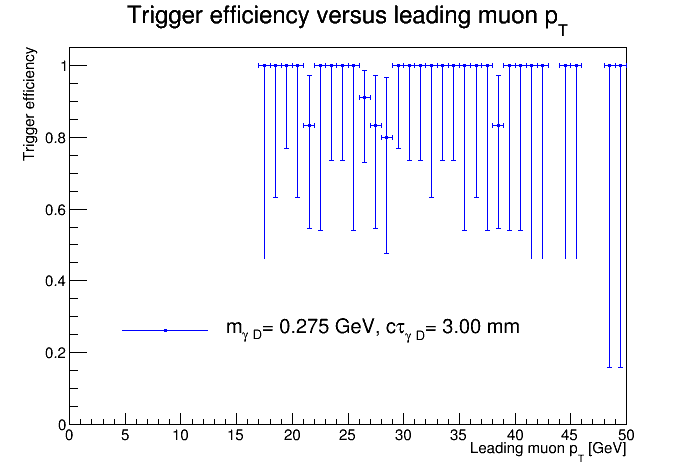 Trigger efficiency versus leading muon p_T
Trigger efficiency
1
0.8
0.6
0.4
0.2
0
m_γ D= 0.275 GeV, cτ_γ D= 3.00 mm
0 5 10 15 20 25 30 35 40 45 50
Leading muon p_T [GeV]